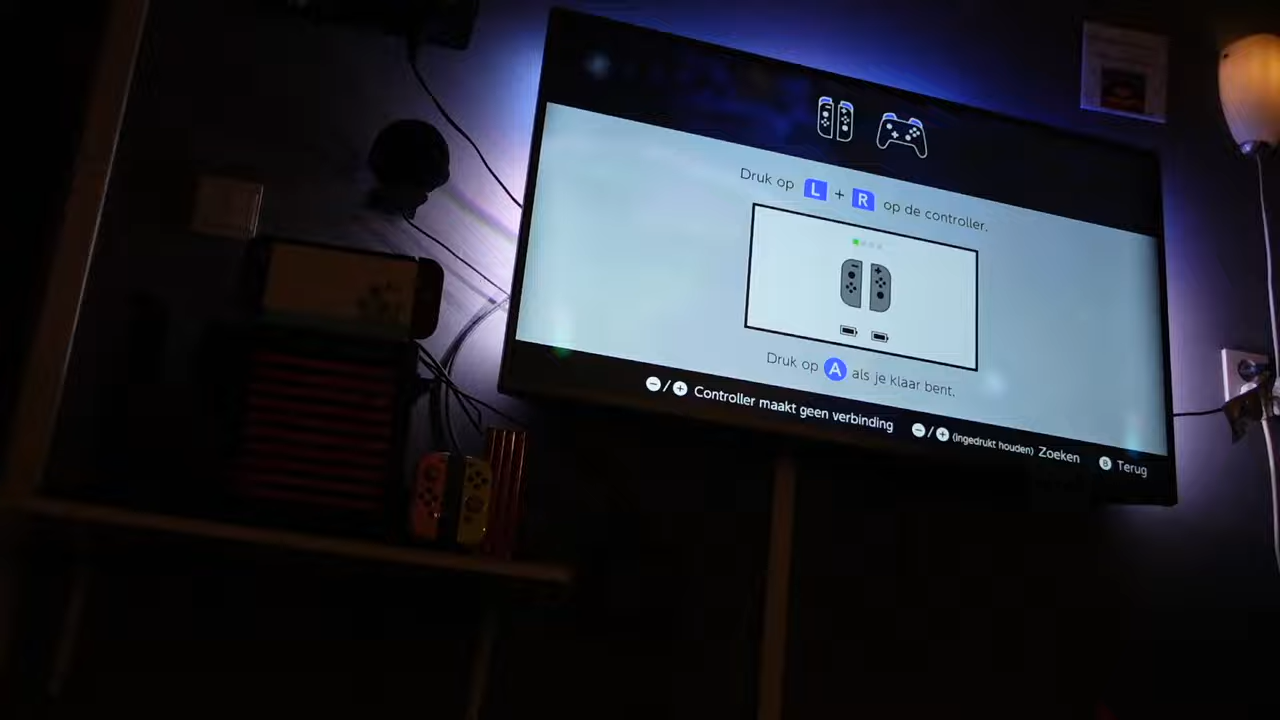 Druk op L + R op de controller.
Druk op A als je klaar bent.
−/+ Controller maakt geen verbinding −/+ (Ingedrukt houden) Zoeken B Terug